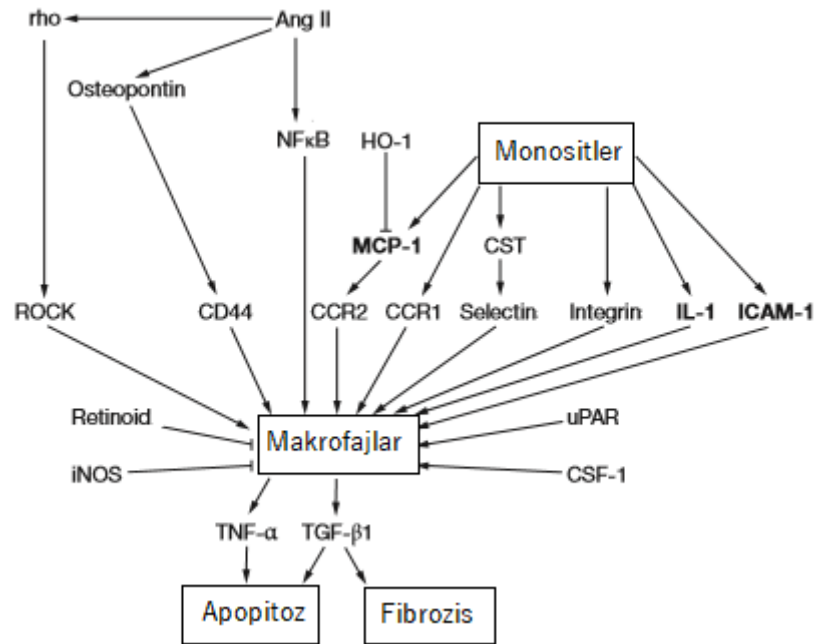 rho Ang II
Osteopontin
NFκB HO-1 Monositler
MCP-1 CST
ROCK CD44 CCR2 CCR1 Selectin Integrin IL-1 ICAM-1
Retinoid uPAR
Makrofajlar
iNOS CSF-1
TNF-α TGF-β1
Apopitoz Fibrozis